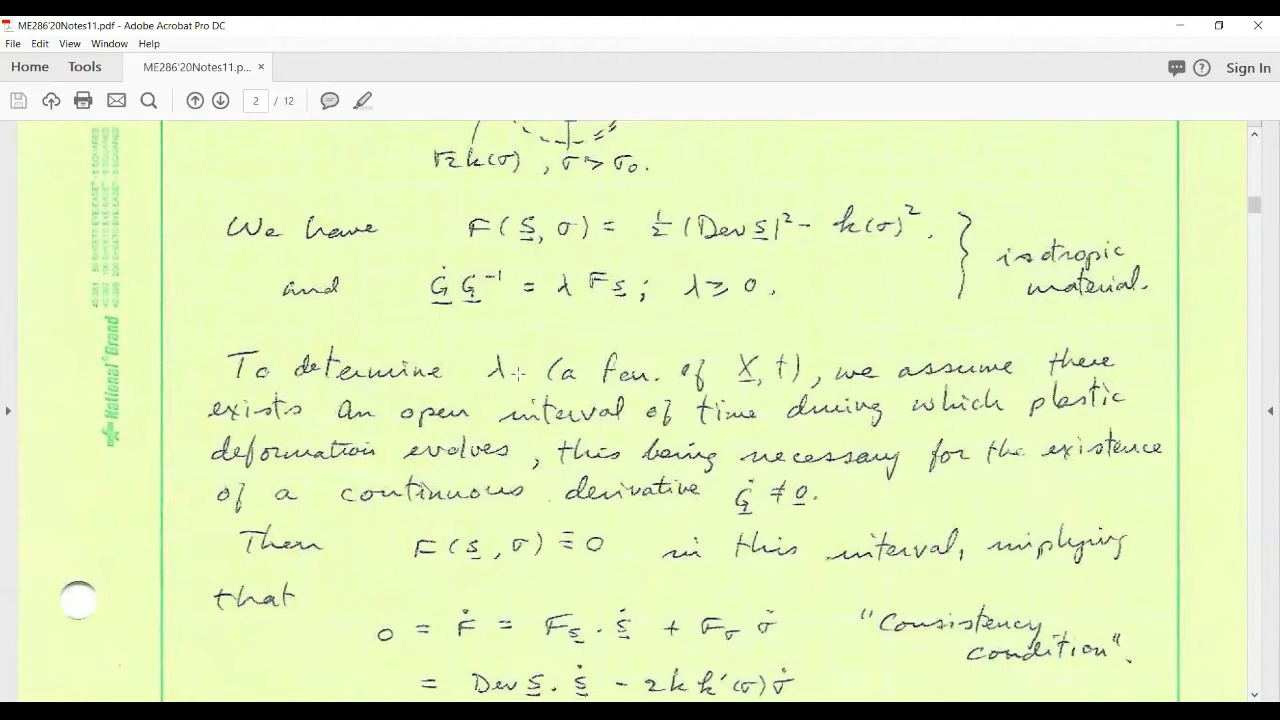 ME286'20Notes11.pdf - Adobe Acrobat Pro DC
File Edit View Window Help
Home Tools ME286'20Notes11.p... × Sign In
2 / 12
√2 k(σ) , σ > σ₀.
We have F(S, σ) = ½ |Dev S|² - k(σ)².
isotropic
and Ġ G⁻¹ = λ F_S ; λ ≥ 0.
material.
To determine λ (a fcn. of X, t), we assume there
exists an open interval of time during which plastic
deformation evolves, this being necessary for the existence
of a continuous derivative Ġ ≠ 0.
Then F(S, σ) ≡ 0 in this interval, implying
that
0 = Ḟ = F_S · Ṡ + F_σ σ̇ "Consistency
condition".
= Dev S · Ṡ - 2k k'(σ) σ̇
National Brand